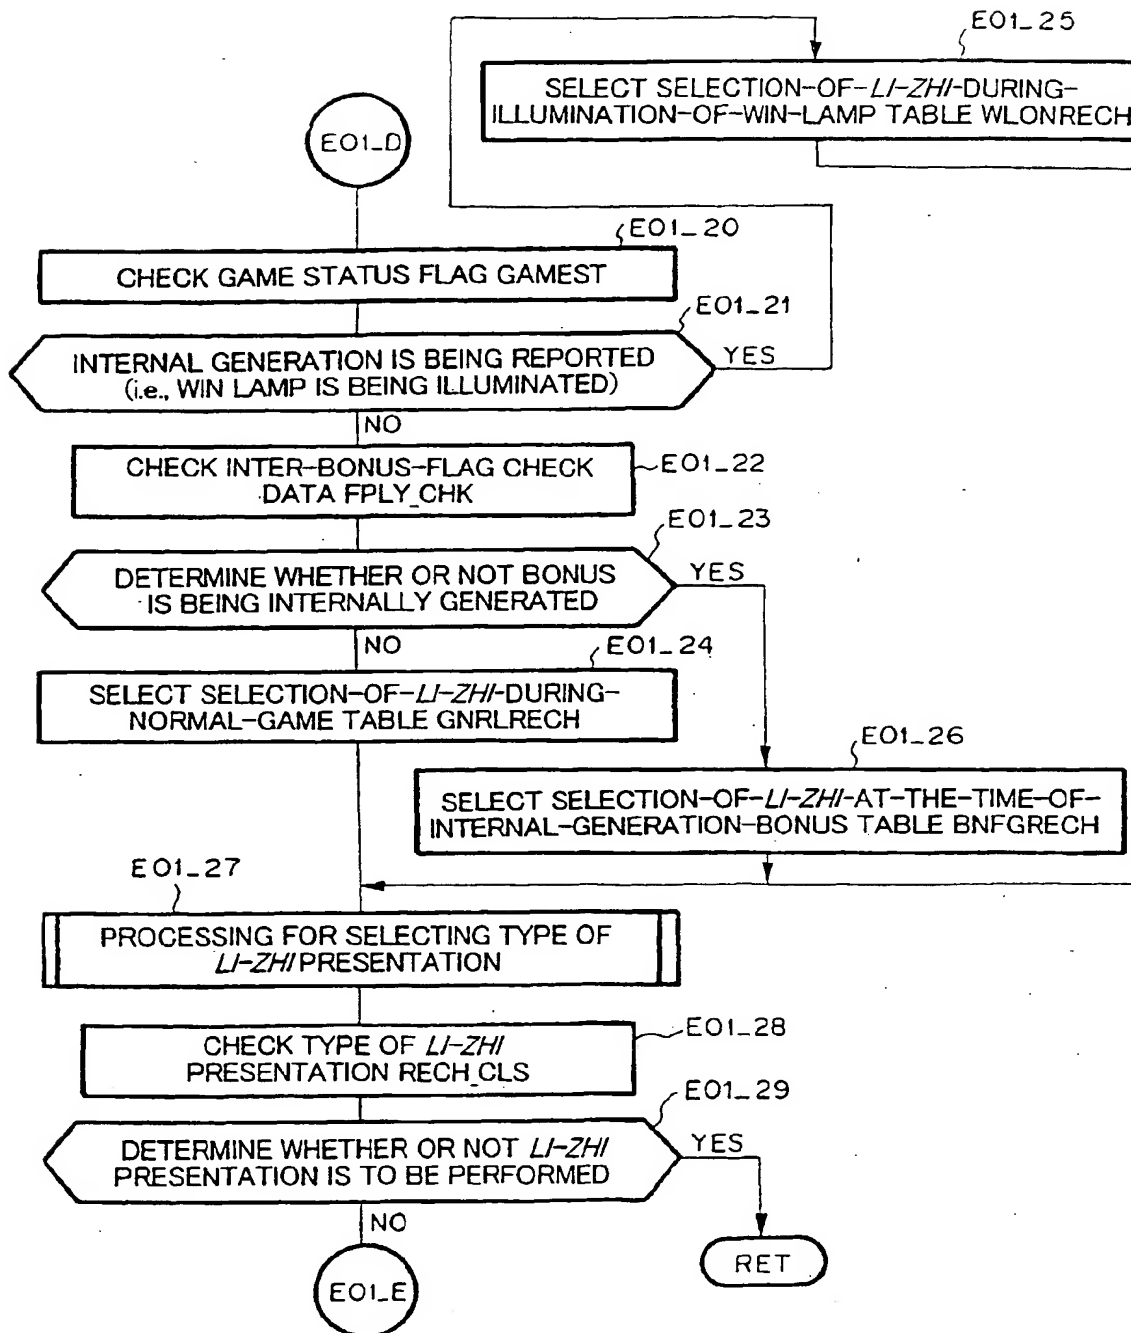 E01_25
SELECT SELECTION-OF-LI-ZHI-DURING-
ILLUMINATION-OF-WIN-LAMP TABLE WLONRECH
E01_D
E01_20
CHECK GAME STATUS FLAG GAMEST
E01_21
INTERNAL GENERATION IS BEING REPORTED
(i.e., WIN LAMP IS BEING ILLUMINATED)
YES
NO
CHECK INTER-BONUS-FLAG CHECK
DATA FPLY_CHK
E01_22
E01_23
DETERMINE WHETHER OR NOT BONUS
IS BEING INTERNALLY GENERATED
YES
NO
E01_24
SELECT SELECTION-OF-LI-ZHI-DURING-
NORMAL-GAME TABLE GNRLRECH
E01_26
SELECT SELECTION-OF-LI-ZHI-AT-THE-TIME-OF-
INTERNAL-GENERATION-BONUS TABLE BNFGRECH
E01_27
PROCESSING FOR SELECTING TYPE OF
LI-ZHI PRESENTATION
E01_28
CHECK TYPE OF LI-ZHI
PRESENTATION RECH_CLS
E01_29
DETERMINE WHETHER OR NOT LI-ZHI
PRESENTATION IS TO BE PERFORMED
YES
NO
RET
E01_E